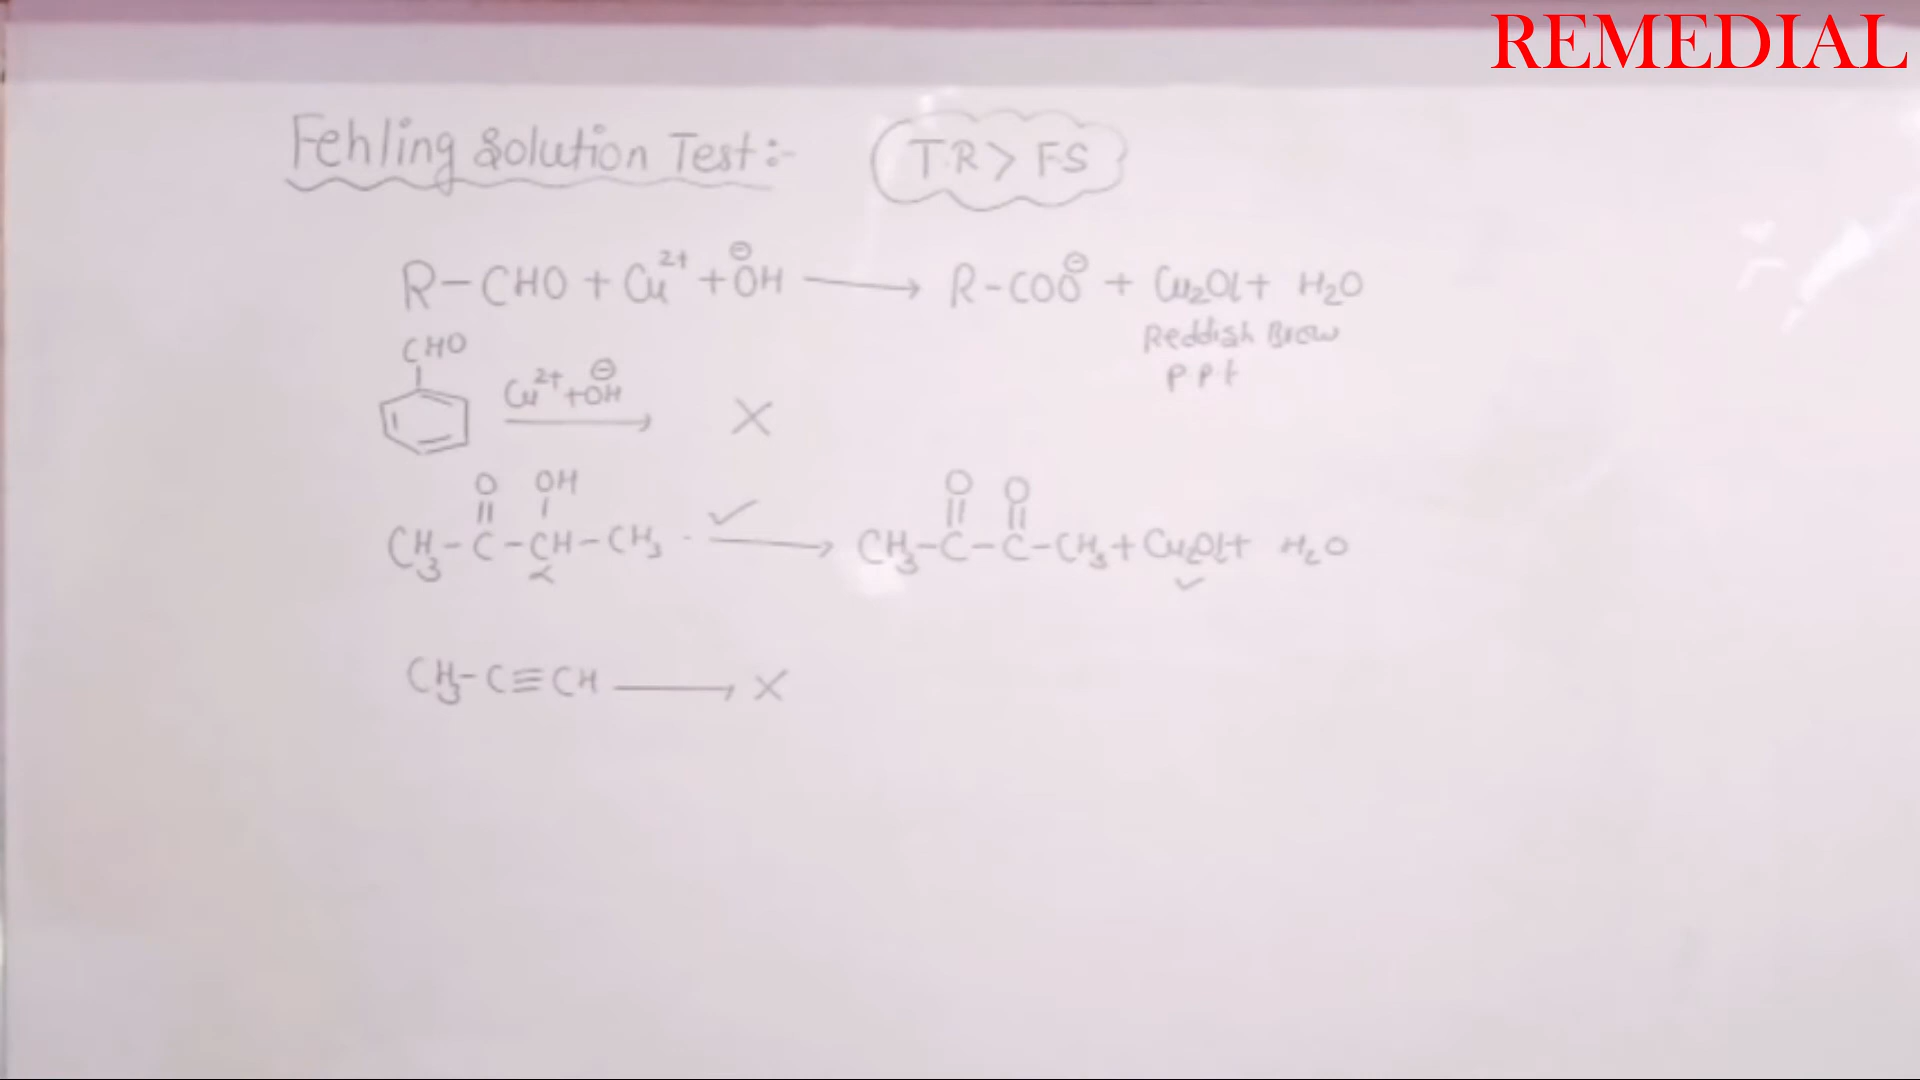 REMEDIAL
Fehling Solution Test:- T.R > F.S
R-CHO + Cu²⁺ + ⊖OH ⟶ R-COO⊖ + Cu₂O↓ + H₂O
Reddish Brow
ppt
CHO
Cu²⁺ + ⊖OH ⟶ X
O OH
CH₃-C-CH-CH₃ ✓⟶ CH₃-C-C-CH₃ + Cu₂O↓ + H₂O
α ✓
O O
CH₃-C≡CH ⟶ X